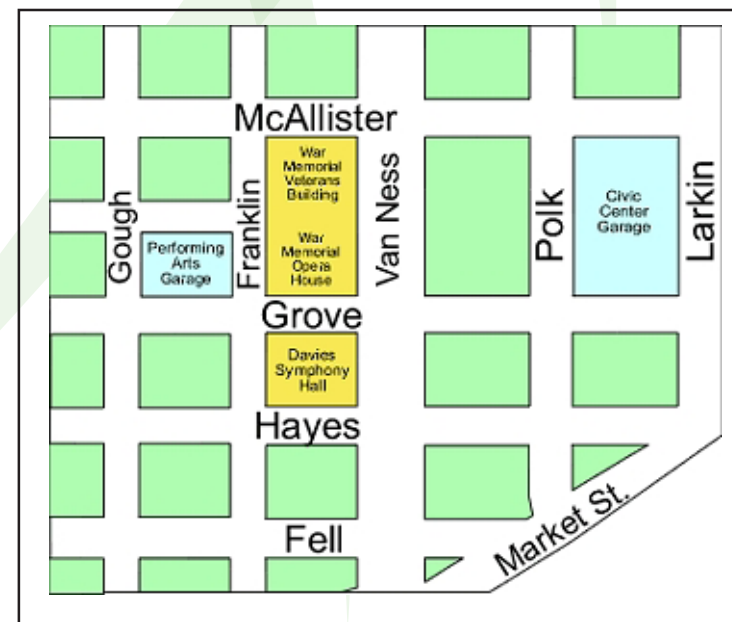 McAllister
War
Memorial
Veterans
Building
Van Ness
Franklin
Gough
Performing
Arts
Garage
War
Memorial
Opera
House
Polk
Civic
Center
Garage
Larkin
Grove
Davies
Symphony
Hall
Hayes
Fell
Market St.